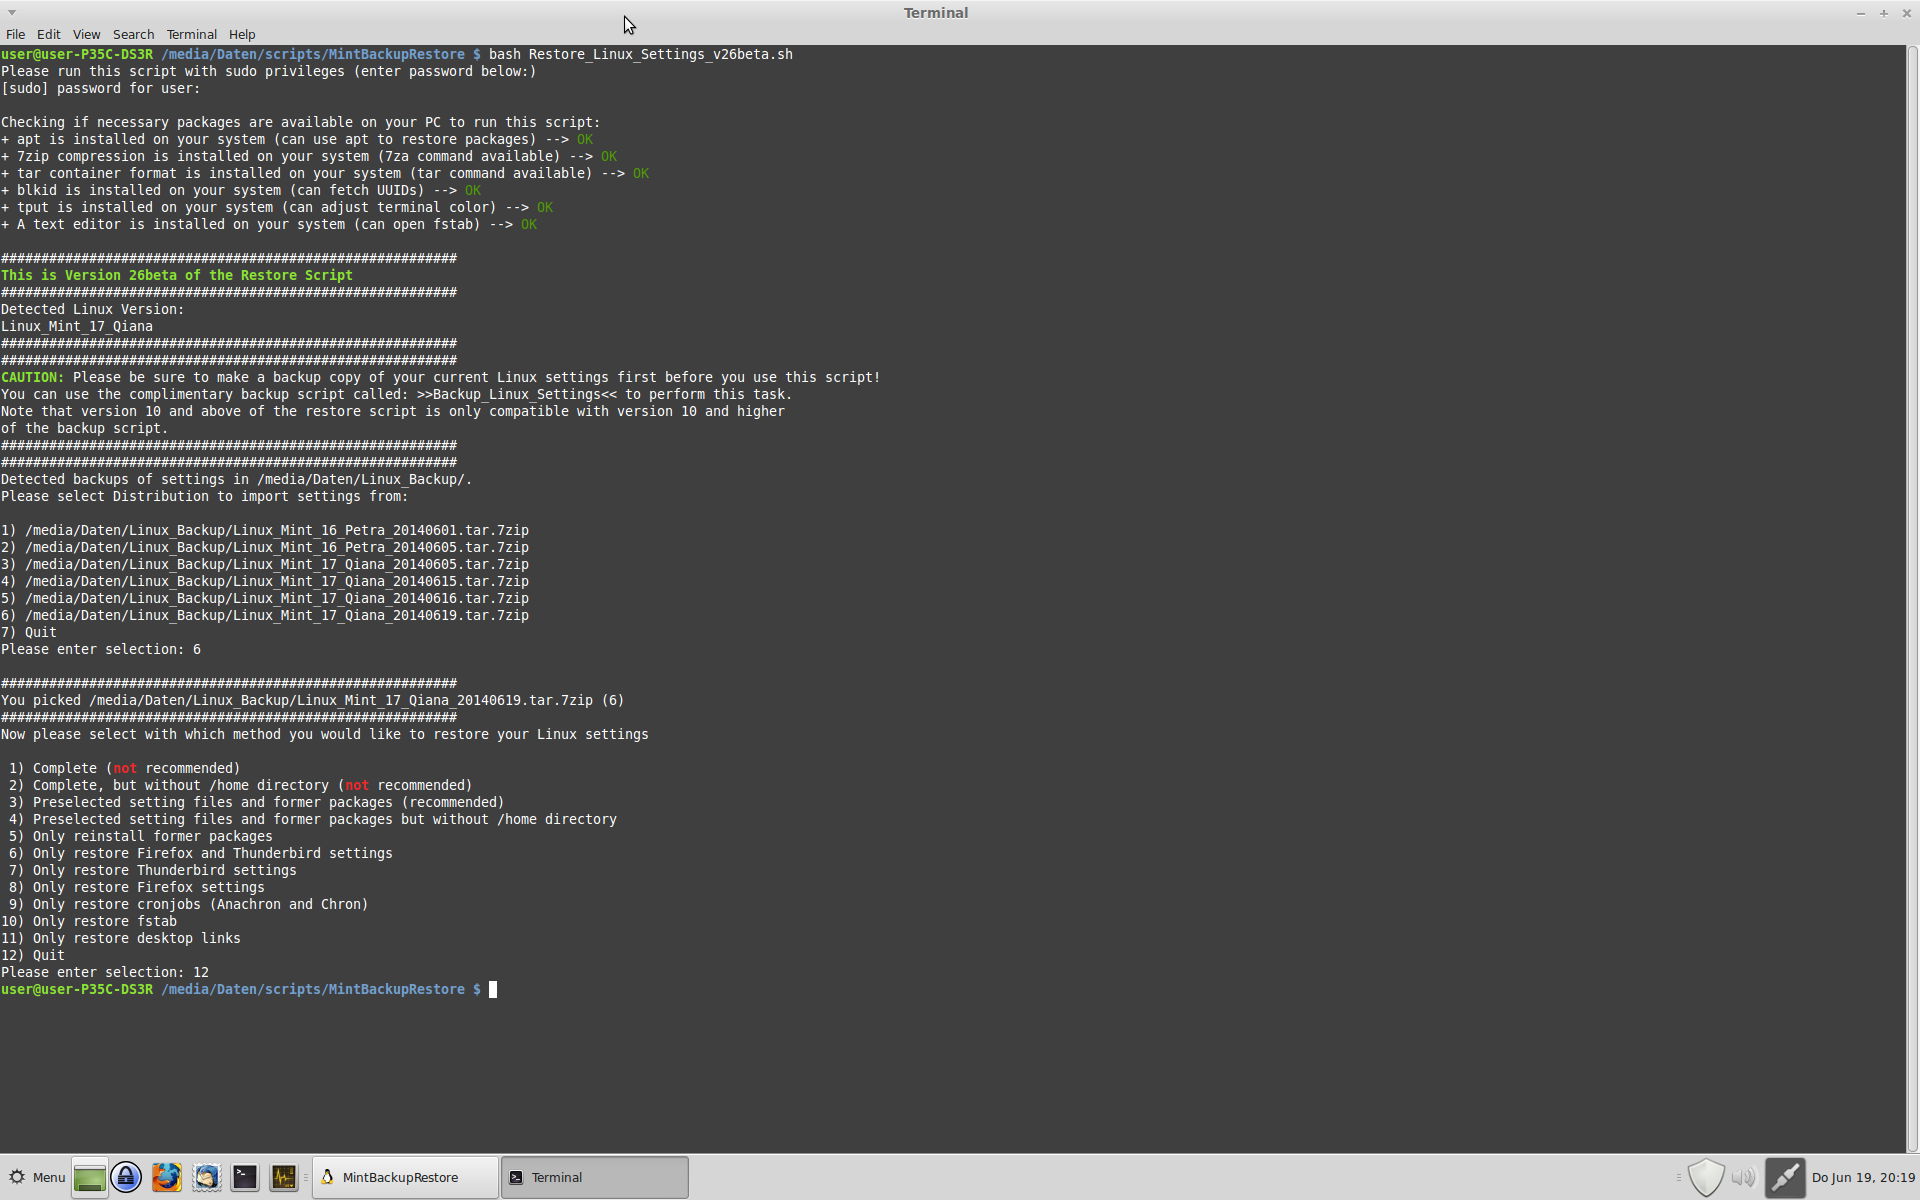 Terminal
File Edit View Search Terminal Help
user@user-P35C-DS3R /media/Daten/scripts/MintBackupRestore $ bash Restore_Linux_Settings_v26beta.sh
Please run this script with sudo privileges (enter password below:)
[sudo] password for user:
Checking if necessary packages are available on your PC to run this script:
+ apt is installed on your system (can use apt to restore packages) --> OK
+ 7zip compression is installed on your system (7za command available) --> OK
+ tar container format is installed on your system (tar command available) --> OK
+ blkid is installed on your system (can fetch UUIDs) --> OK
+ tput is installed on your system (can adjust terminal color) --> OK
+ A text editor is installed on your system (can open fstab) --> OK
#########################################################
This is Version 26beta of the Restore Script
#########################################################
Detected Linux Version:
Linux_Mint_17_Qiana
#########################################################
#########################################################
CAUTION: Please be sure to make a backup copy of your current Linux settings first before you use this script!
You can use the complimentary backup script called: >>Backup_Linux_Settings<< to perform this task.
Note that version 10 and above of the restore script is only compatible with version 10 and higher
of the backup script.
#########################################################
#########################################################
Detected backups of settings in /media/Daten/Linux_Backup/.
Please select Distribution to import settings from:
1) /media/Daten/Linux_Backup/Linux_Mint_16_Petra_20140601.tar.7zip
2) /media/Daten/Linux_Backup/Linux_Mint_16_Petra_20140605.tar.7zip
3) /media/Daten/Linux_Backup/Linux_Mint_17_Qiana_20140605.tar.7zip
4) /media/Daten/Linux_Backup/Linux_Mint_17_Qiana_20140615.tar.7zip
5) /media/Daten/Linux_Backup/Linux_Mint_17_Qiana_20140616.tar.7zip
6) /media/Daten/Linux_Backup/Linux_Mint_17_Qiana_20140619.tar.7zip
7) Quit
Please enter selection: 6
#########################################################
You picked /media/Daten/Linux_Backup/Linux_Mint_17_Qiana_20140619.tar.7zip (6)
#########################################################
Now please select with which method you would like to restore your Linux settings
1) Complete (not recommended)
2) Complete, but without /home directory (not recommended)
3) Preselected setting files and former packages (recommended)
4) Preselected setting files and former packages but without /home directory
5) Only reinstall former packages
6) Only restore Firefox and Thunderbird settings
7) Only restore Thunderbird settings
8) Only restore Firefox settings
9) Only restore cronjobs (Anachron and Chron)
10) Only restore fstab
11) Only restore desktop links
12) Quit
Please enter selection: 12
user@user-P35C-DS3R /media/Daten/scripts/MintBackupRestore $
Menu MintBackupRestore Terminal Do Jun 19, 20:19